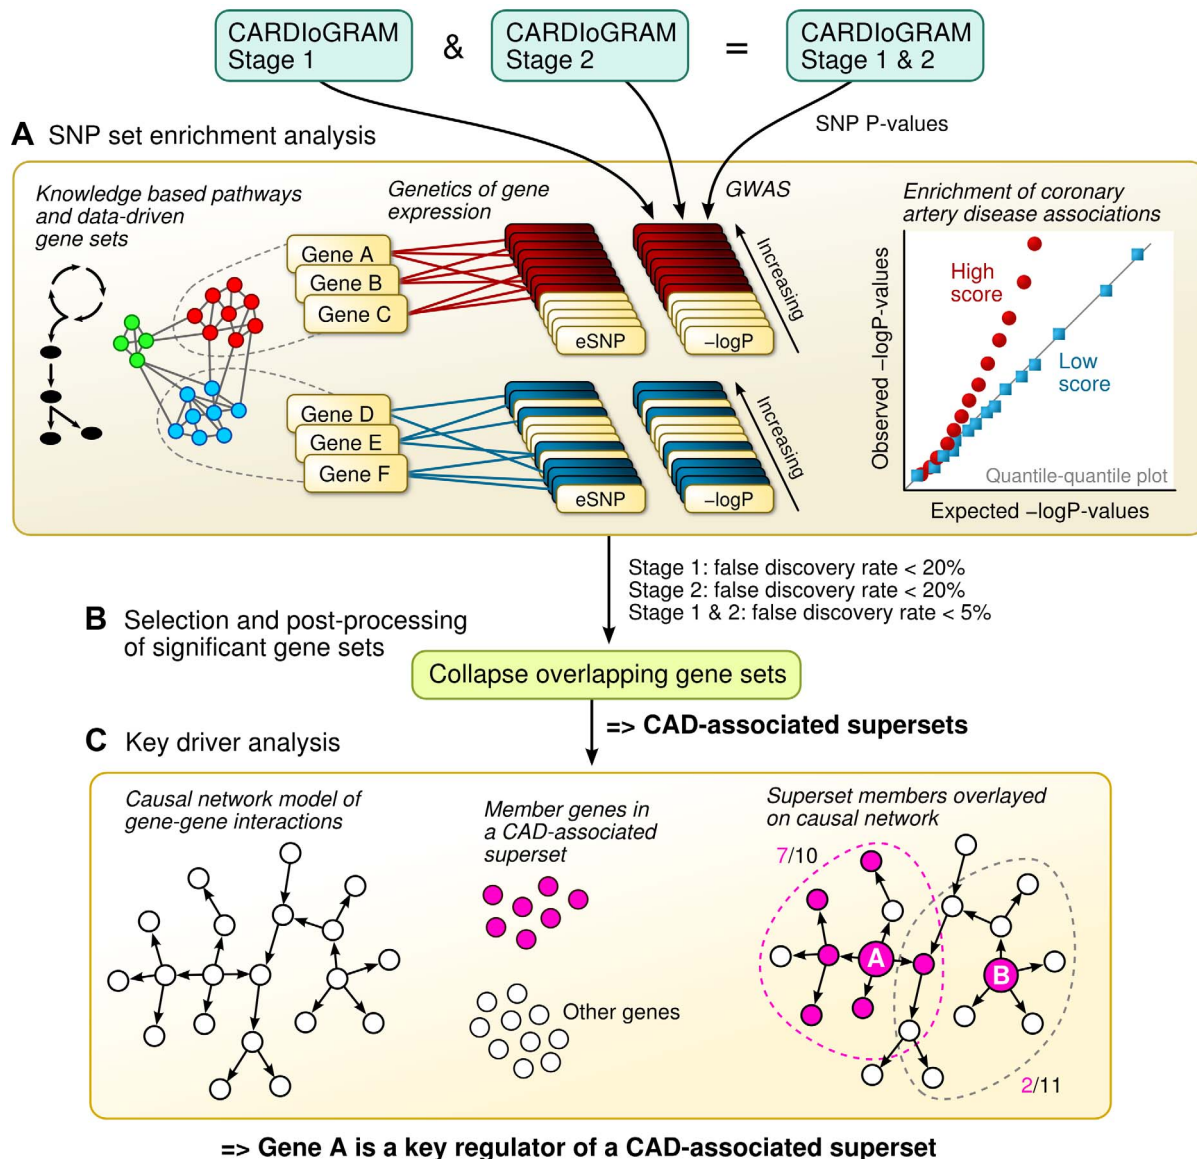 CARDIoGRAM
Stage 1
&
CARDIoGRAM
Stage 2
=
CARDIoGRAM
Stage 1 & 2
SNP P-values
A SNP set enrichment analysis
Knowledge based pathways
and data-driven
gene sets
Genetics of gene
expression
GWAS
Enrichment of coronary
artery disease associations
Gene A
Gene B
Gene C
eSNP
–logP
Increasing
Gene D
Gene E
Gene F
eSNP
–logP
Increasing
Observed –logP-values
High
score
Low
score
Quantile-quantile plot
Expected –logP-values
Stage 1: false discovery rate < 20%
Stage 2: false discovery rate < 20%
Stage 1 & 2: false discovery rate < 5%
B Selection and post-processing
of significant gene sets
Collapse overlapping gene sets
=> CAD-associated supersets
C Key driver analysis
Causal network model of
gene-gene interactions
Member genes in
a CAD-associated
superset
Other genes
Superset members overlayed
on causal network
7/10
A
B
2/11
=> Gene A is a key regulator of a CAD-associated superset